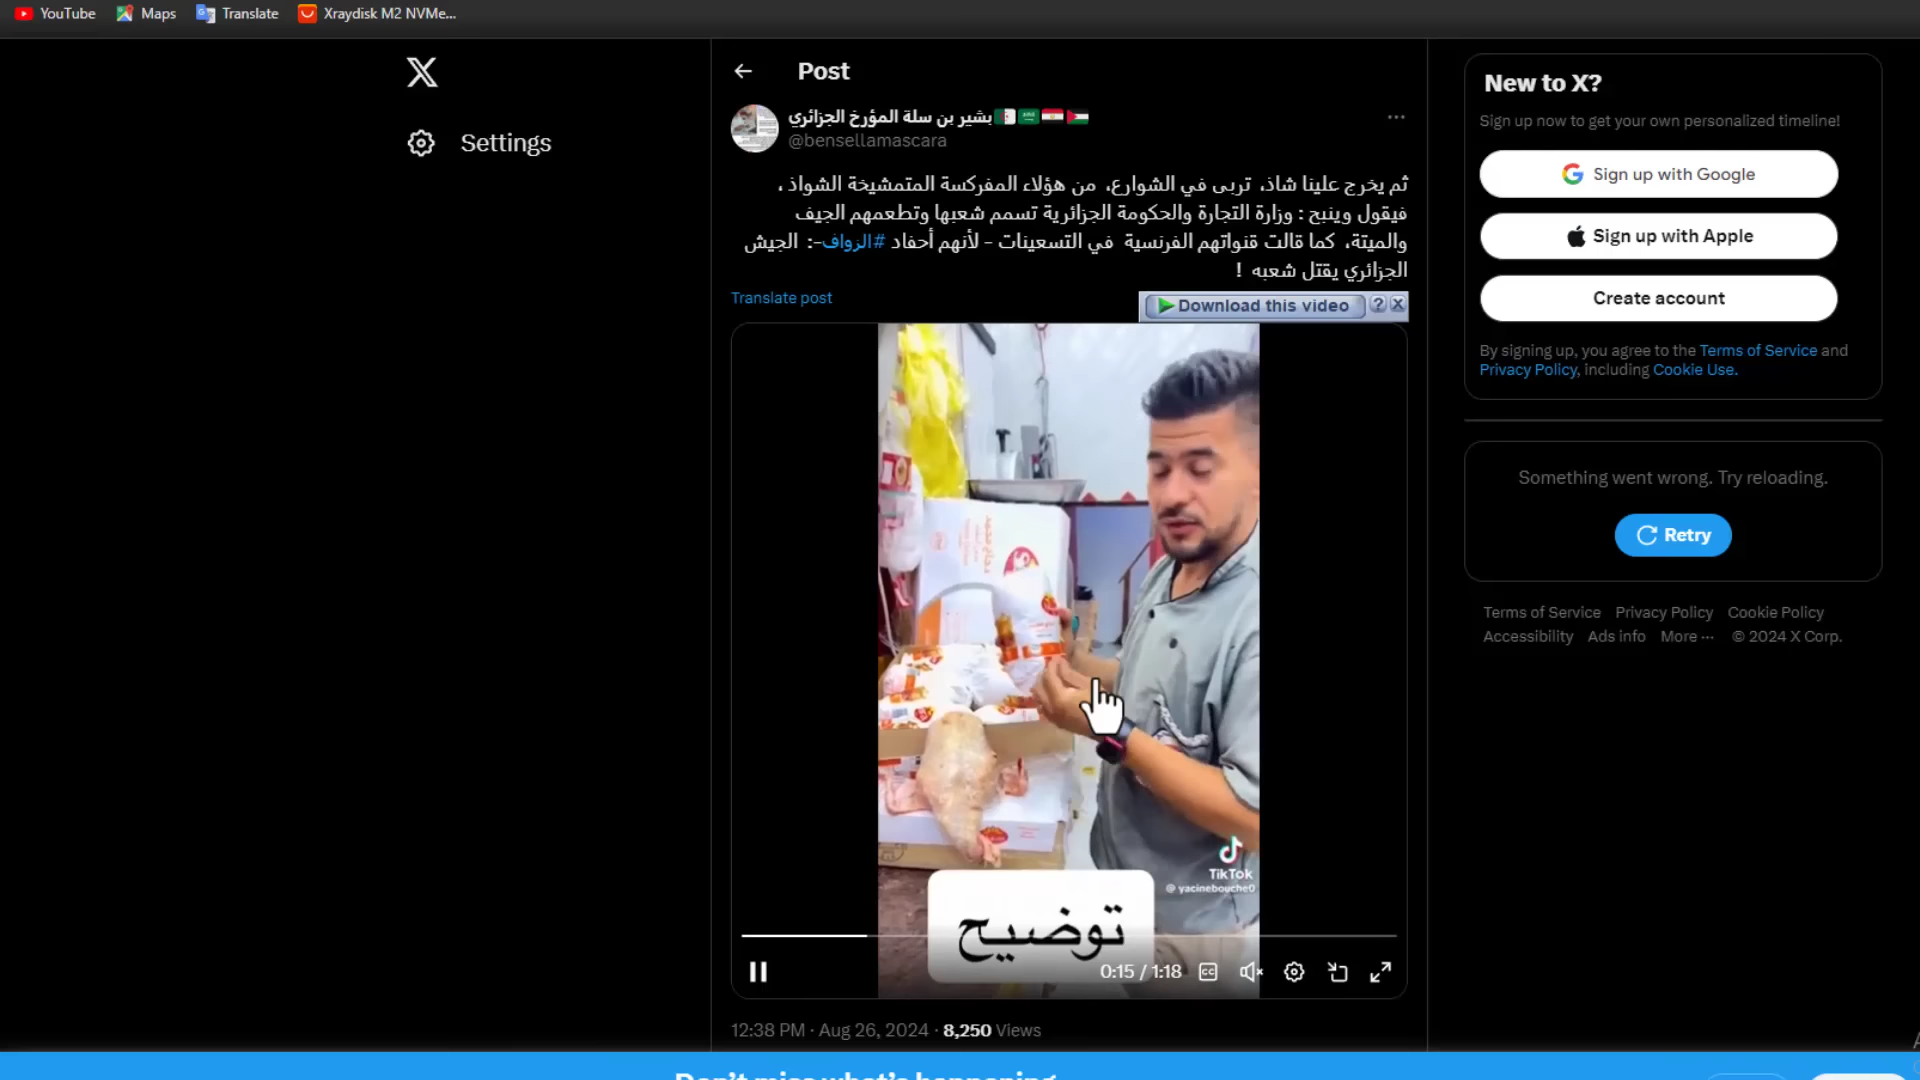 YouTube
Maps
Translate
Xraydisk M2 NVMe...
Settings
Post
بشير بن سلة المؤرخ الجزائري
@bensellamascara
ثم يخرج علينا شاذ، تربى في الشوارع، من هؤلاء المفركسة المتمشيخة الشواذ ،
فيقول وينبح : وزارة التجارة والحكومة الجزائرية تسمم شعبها وتطعمهم الجيف
والميتة، كما قالت قنواتهم الفرنسية في التسعينات - لأنهم أحفاد #الزواف-: الجيش
الجزائري يقتل شعبه !
Translate post
Download this video
TikTok
@yacinebouche0
توضيح
0:15 / 1:18
12:38 PM · Aug 26, 2024 · 8,250 Views
New to X?
Sign up now to get your own personalized timeline!
Sign up with Google
Sign up with Apple
Create account
By signing up, you agree to the Terms of Service and
Privacy Policy, including Cookie Use.
Something went wrong. Try reloading.
Retry
Terms of Service Privacy Policy Cookie Policy
Accessibility Ads info More ··· © 2024 X Corp.
Don't miss what's happening